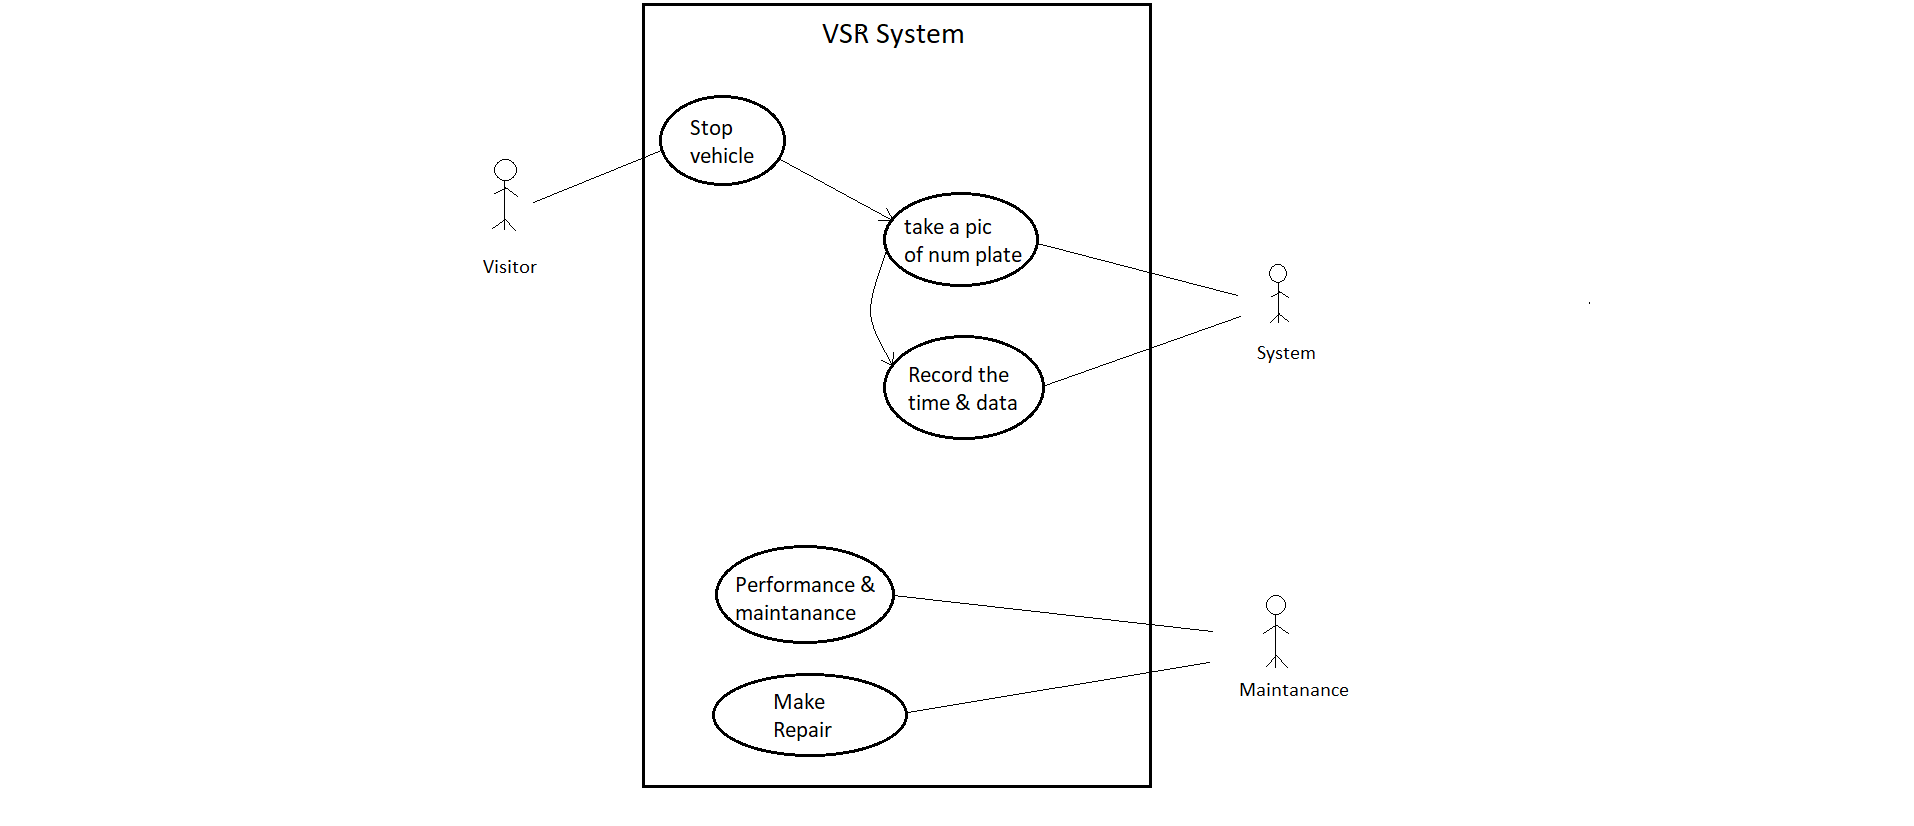 VSR System
Stop
vehicle
Visitor
take a pic
of num plate
System
Record the
time & data
Performance &
maintanance
Maintanance
Make
Repair